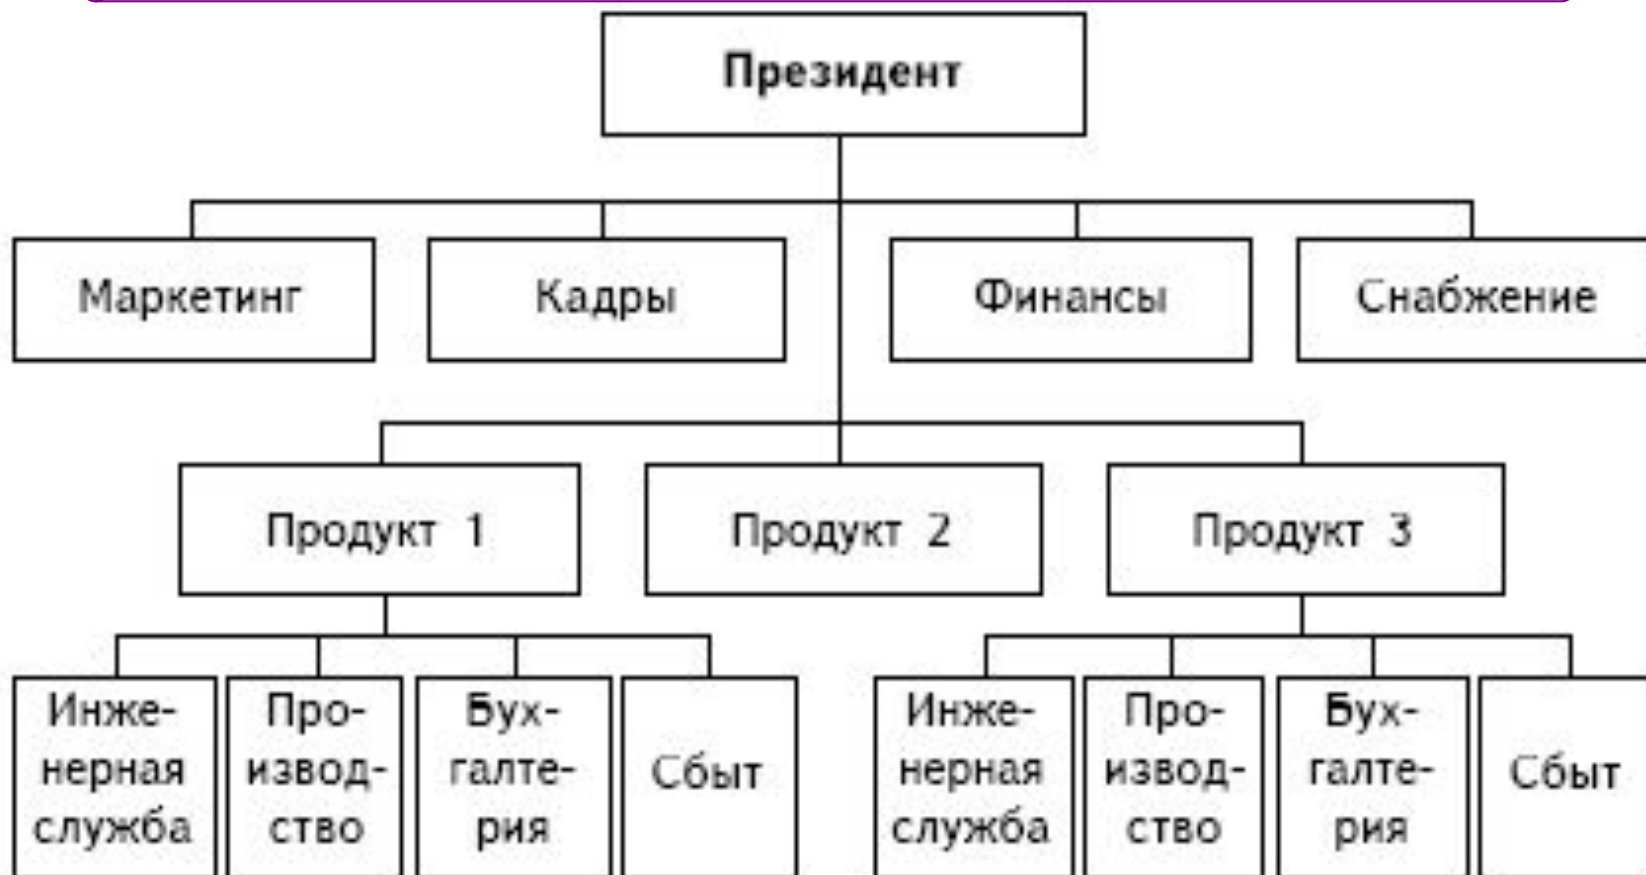 Президент
Маркетинг
Кадры
Финансы
Снабжение
Продукт 1
Продукт 2
Продукт 3
Инже-
нерная
служба
Про-
извод-
ство
Бух-
галте-
рия
Сбыт
Инже-
нерная
служба
Про-
извод-
ство
Бух-
галте-
рия
Сбыт